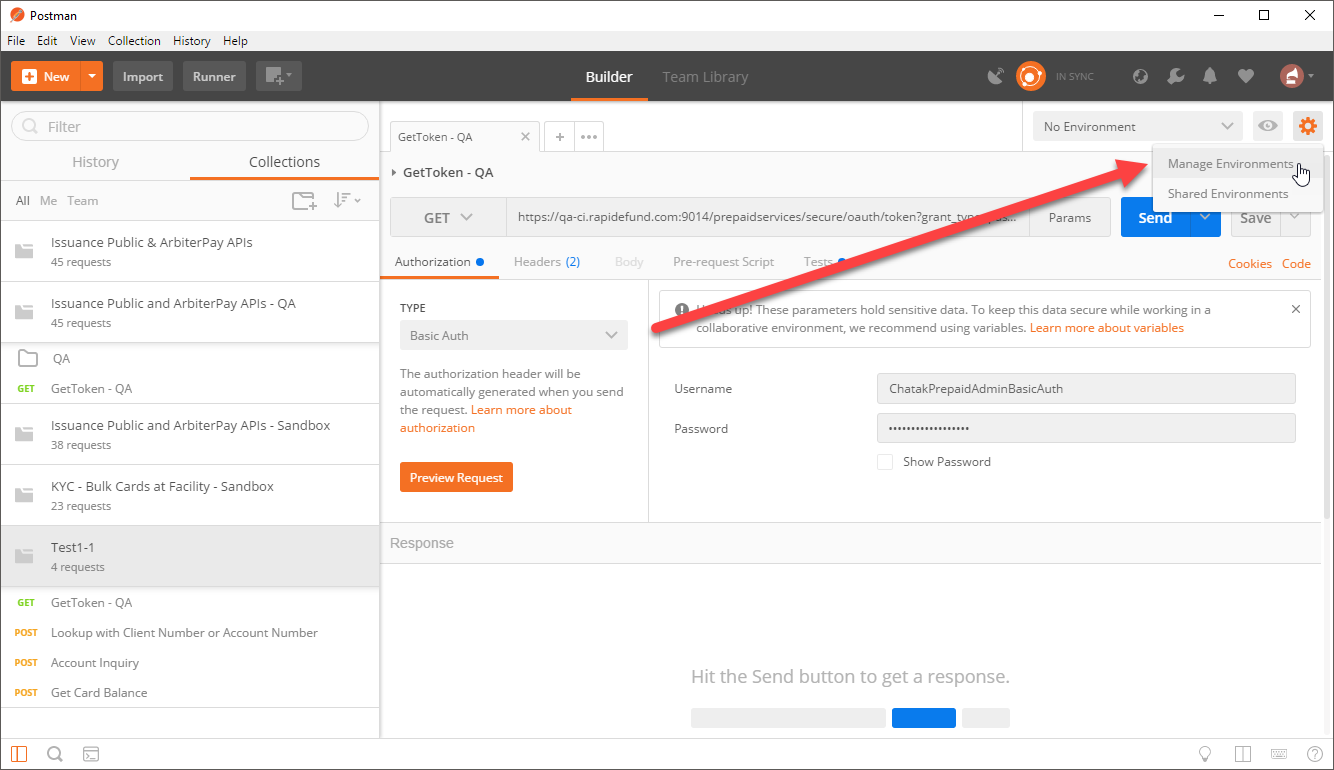 Postman
File Edit View Collection History Help
New Import Runner Builder Team Library IN SYNC
Filter
History Collections
All Me Team
Issuance Public & ArbiterPay APIs
45 requests
Issuance Public and ArbiterPay APIs - QA
45 requests
QA
GET GetToken - QA
Issuance Public and ArbiterPay APIs - Sandbox
38 requests
KYC - Bulk Cards at Facility - Sandbox
23 requests
Test1-1
4 requests
GET GetToken - QA
POST Lookup with Client Number or Account Number
POST Account Inquiry
POST Get Card Balance
GetToken - QA
No Environment
Manage Environments
Shared Environments
GetToken - QA
GET https://qa-ci.rapidefund.com:9014/prepaidservices/secure/oauth/token?grant_type Params Send Save
Authorization Headers (2) Body Pre-request Script Tests Cookies Code
TYPE
Basic Auth
The authorization header will be
automatically generated when you send
the request. Learn more about
authorization
Preview Request
up! These parameters hold sensitive data. To keep this data secure while working in a
collaborative environment, we recommend using variables. Learn more about variables
Username ChatakPrepaidAdminBasicAuth
Password •••••••••••••••••
Show Password
Response
Hit the Send button to get a response.